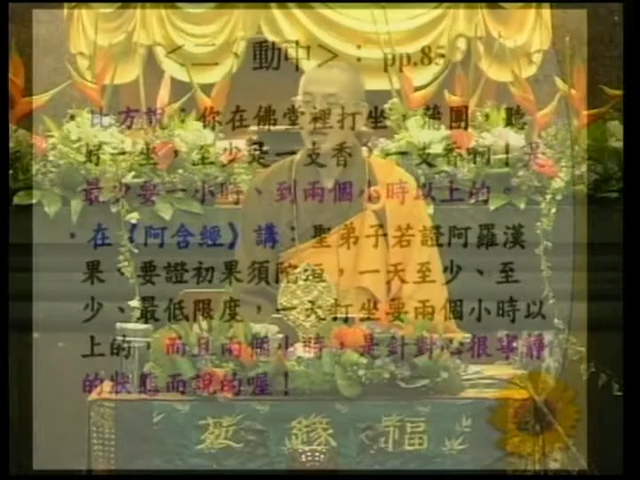 ＜二、動中＞：pp.85
·比方說：你在佛堂裡打坐，蒲團，聽
好一坐，至少是一支香，一支香啊！是
最少要一小時、到兩個小時以上的。
·在《阿含經》講：聖弟子若證阿羅漢
果、要證初果須陀洹，一天至少、至
少、最低限度，一天打坐要兩個小時以
上的，而且兩個小時，是針對心很寧靜
的狀態而說的喔！
緣 福